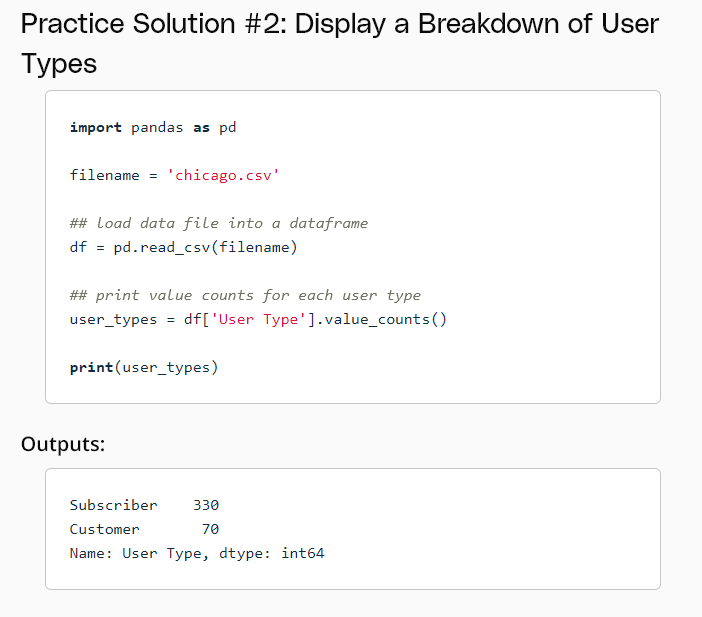 Practice Solution #2: Display a Breakdown of User
Types
import pandas as pd
filename = 'chicago.csv'
## load data file into a dataframe
df = pd.read_csv(filename)
## print value counts for each user type
user_types = df['User Type'].value_counts()
print(user_types)
Outputs:
Subscriber    330
Customer       70
Name: User Type, dtype: int64